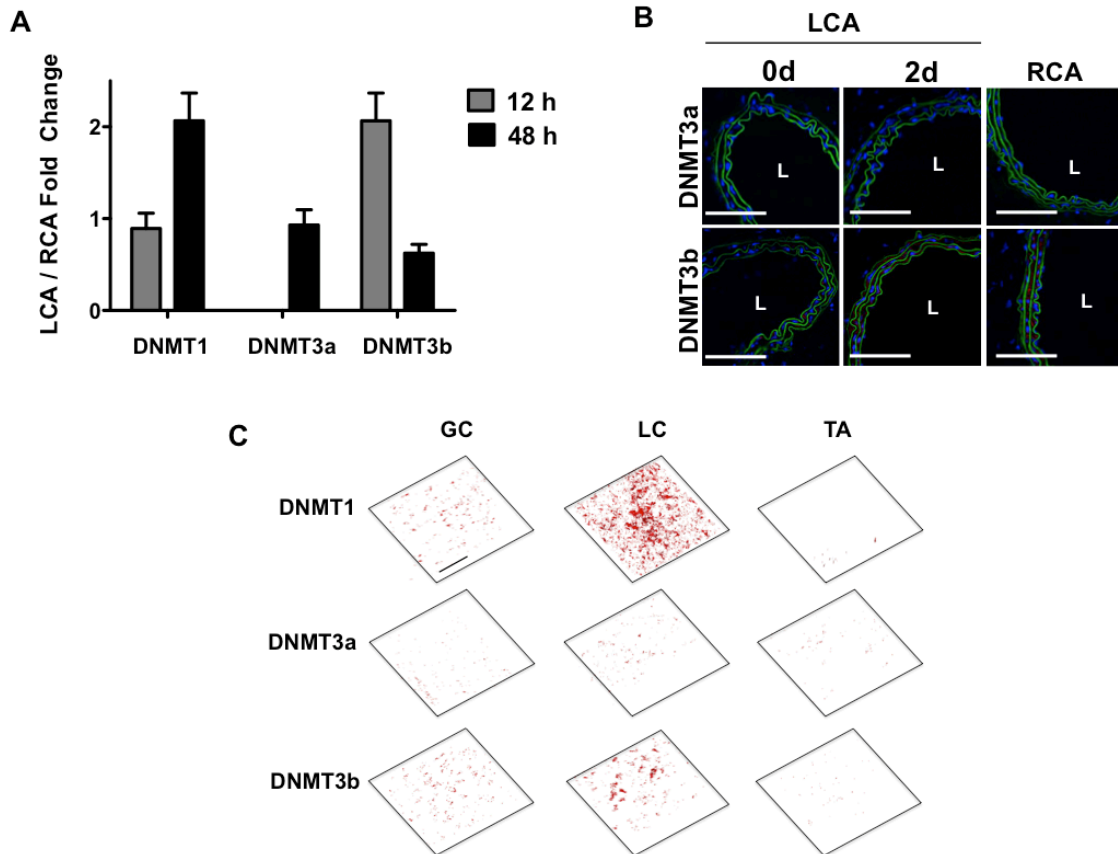 A
LCA / RCA Fold Change
2
1
0
DNMT1 DNMT3a DNMT3b
12 h
48 h
B
LCA
0d 2d RCA
DNMT3a
L L L
DNMT3b
L L L
C
GC LC TA
DNMT1
DNMT3a
DNMT3b